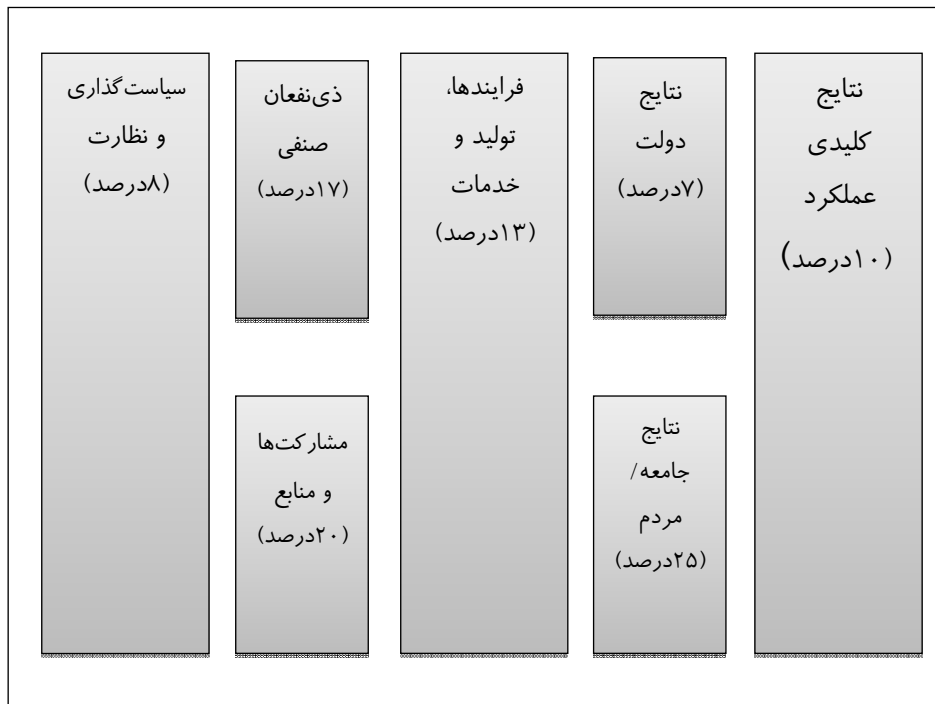 سیاست‌گذاری
و نظارت
(۸درصد)
ذی‌نفعان
صنفی
(۱۷درصد)
مشارکت‌ها
و منابع
(۲۰درصد)
فرایندها،
تولید و
خدمات
(۱۳درصد)
نتایج
دولت
(۷درصد)
نتایج
جامعه/
مردم
(۲۵درصد)
نتایج
کلیدی
عملکرد
(۱۰درصد)